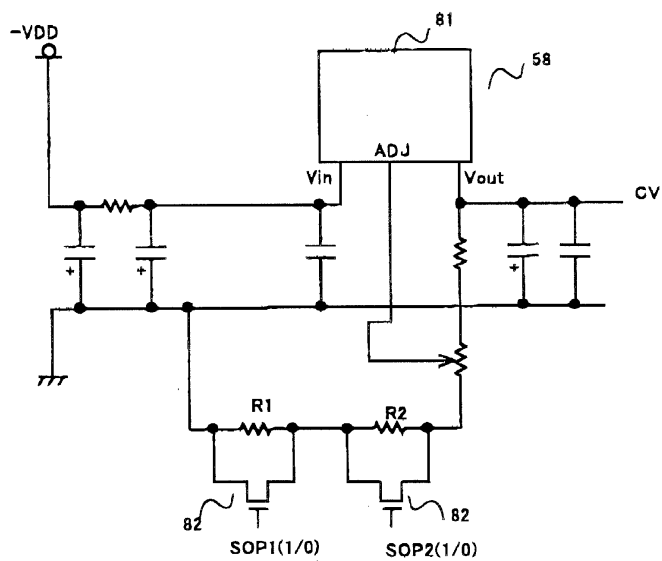 -VDD
81
58
ADJ
Vin
Vout
CV
R1
R2
82
82
SOP1(1/0)
SOP2(1/0)